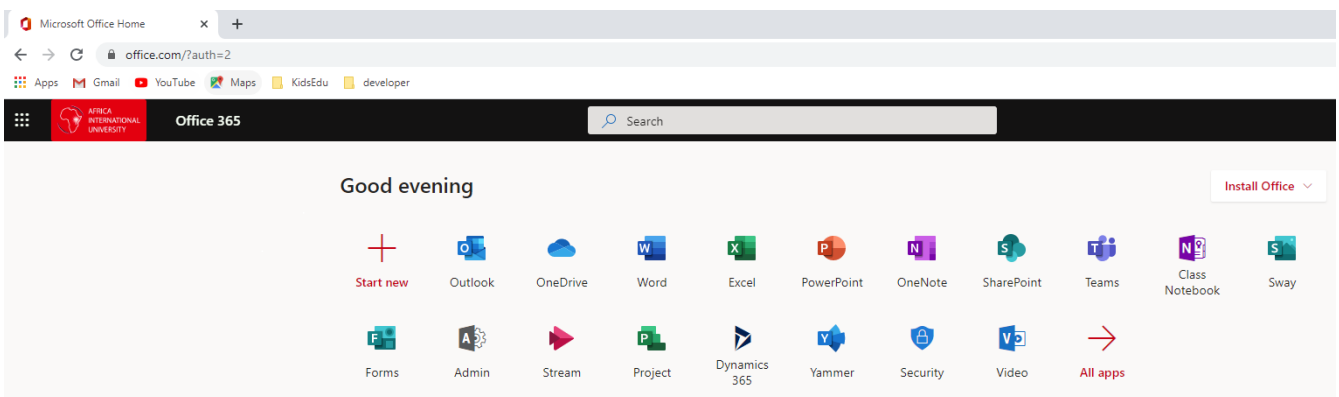 Microsoft Office Home
office.com/?auth=2
Apps Gmail YouTube Maps KidsEdu developer
AFRICA
INTERNATIONAL
UNIVERSITY
Office 365
Search
Good evening
Install Office
Start new Outlook OneDrive Word Excel PowerPoint OneNote SharePoint Teams Class Notebook Sway
Forms Admin Stream Project Dynamics 365 Yammer Security Video All apps